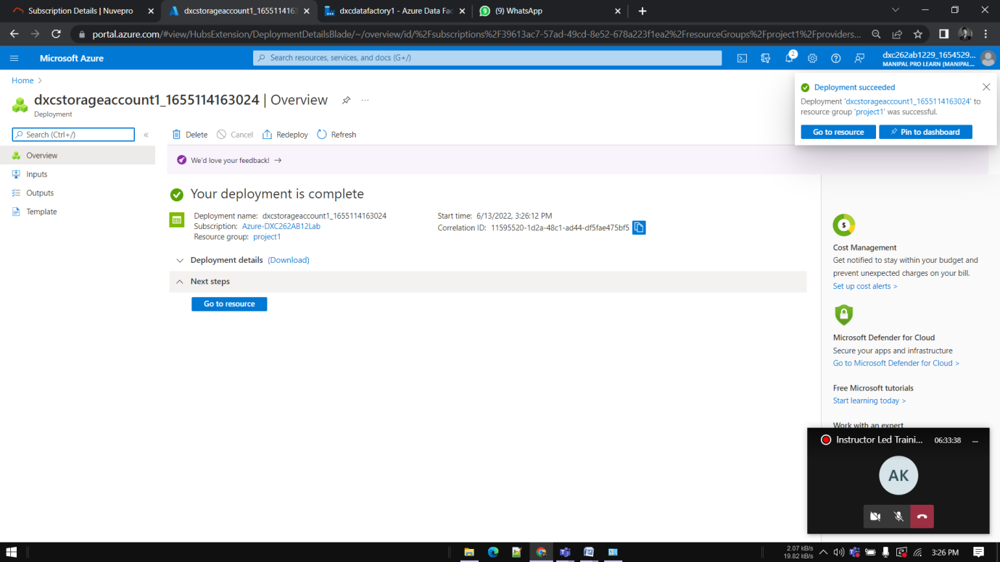 Subscription Details | Nuvepro
dxcstorageaccount1_165511416
dxcdatafactory1 - Azure Data Fac
(9) WhatsApp
portal.azure.com/#view/HubsExtension/DeploymentDetailsBlade/~/overview/id/%2Fsubscriptions%2F39613ac7-57ad-49cd-8e52-678a223f1ea2%2FresourceGroups%2Fproject1%2Fproviders...
Microsoft Azure
Search resources, services, and docs (G+/)
2
dxc262ab1229_1654529...
MANIPAL PRO LEARN (MANIPAL...
Home >
dxcstorageaccount1_1655114163024 | Overview
...
Deployment
Deployment succeeded
Deployment 'dxcstorageaccount1_1655114163024' to
resource group 'project1' was successful.
Go to resource
Pin to dashboard
Search (Ctrl+/)
«
Delete
Cancel
Redeploy
Refresh
Overview
Inputs
Outputs
Template
We'd love your feedback! →
Your deployment is complete
Deployment name: dxcstorageaccount1_1655114163024
Subscription: Azure-DXC262AB12Lab
Resource group: project1
Start time: 6/13/2022, 3:26:12 PM
Correlation ID: 11595520-1d2a-48c1-ad44-df5fae475bf5
Deployment details (Download)
Next steps
Go to resource
Cost Management
Get notified to stay within your budget and
prevent unexpected charges on your bill.
Set up cost alerts >
Microsoft Defender for Cloud
Secure your apps and infrastructure
Go to Microsoft Defender for Cloud >
Free Microsoft tutorials
Start learning today >
Work with an expert
Instructor Led Traini...
06:33:38
AK
2.07 kB/s
19.82 kB/s
3:26 PM